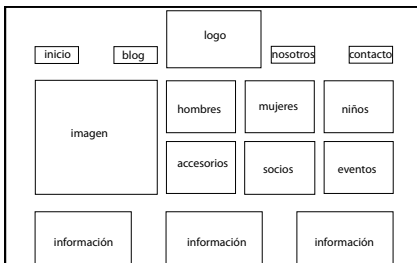 logo
inicio
blog
nosotros
contacto
imagen
hombres
mujeres
niños
accesorios
socios
eventos
información
información
información